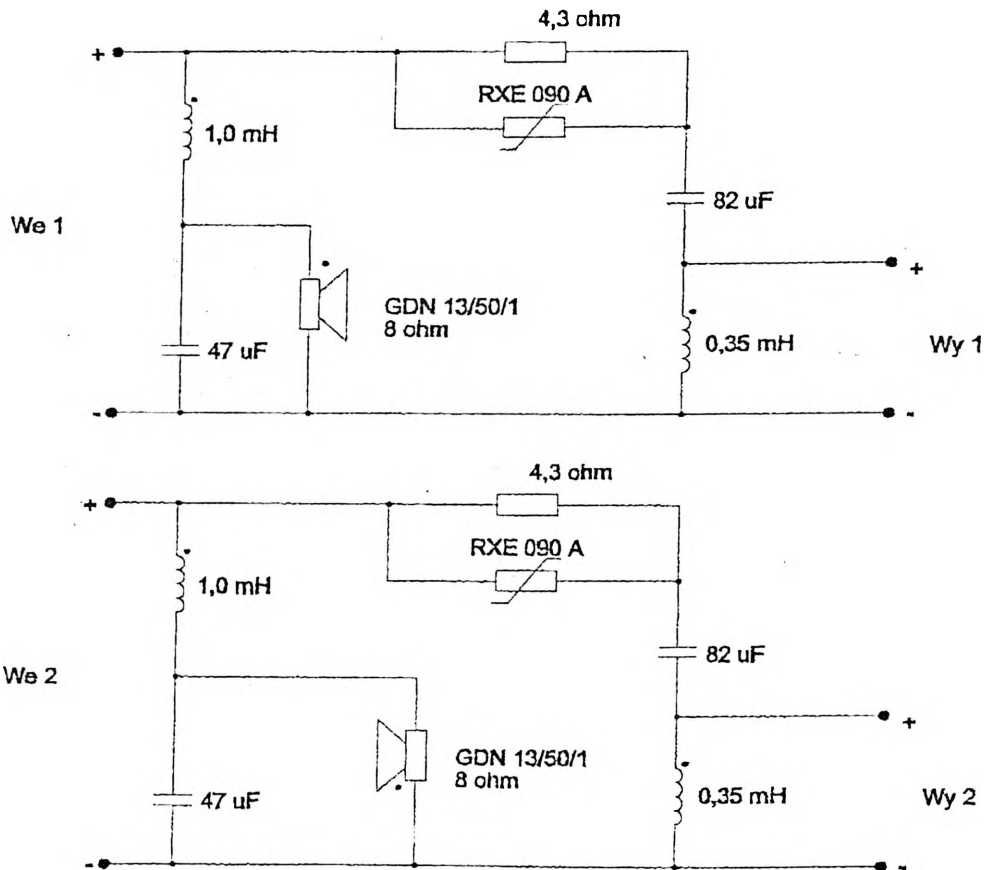 4,3 ohm
+
RXE 090 A
1,0 mH
82 uF
We 1
+
GDN 13/50/1
8 ohm
47 uF
0,35 mH
Wy 1
-
-
4,3 ohm
+
RXE 090 A
1,0 mH
82 uF
We 2
+
GDN 13/50/1
8 ohm
47 uF
0,35 mH
Wy 2
-
-